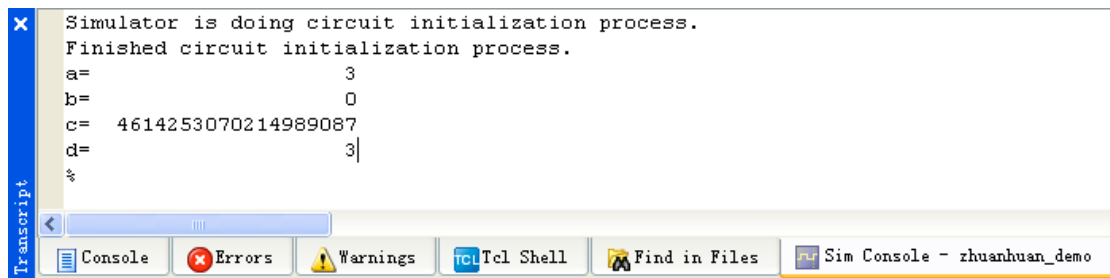 Simulator is doing circuit initialization process.
Finished circuit initialization process.
a= 3
b= 0
c= 4614253070214989087
d= 3
%
Transcript
Console Errors Warnings TCL Tcl Shell Find in Files Sim Console - zhuanhuan_demo